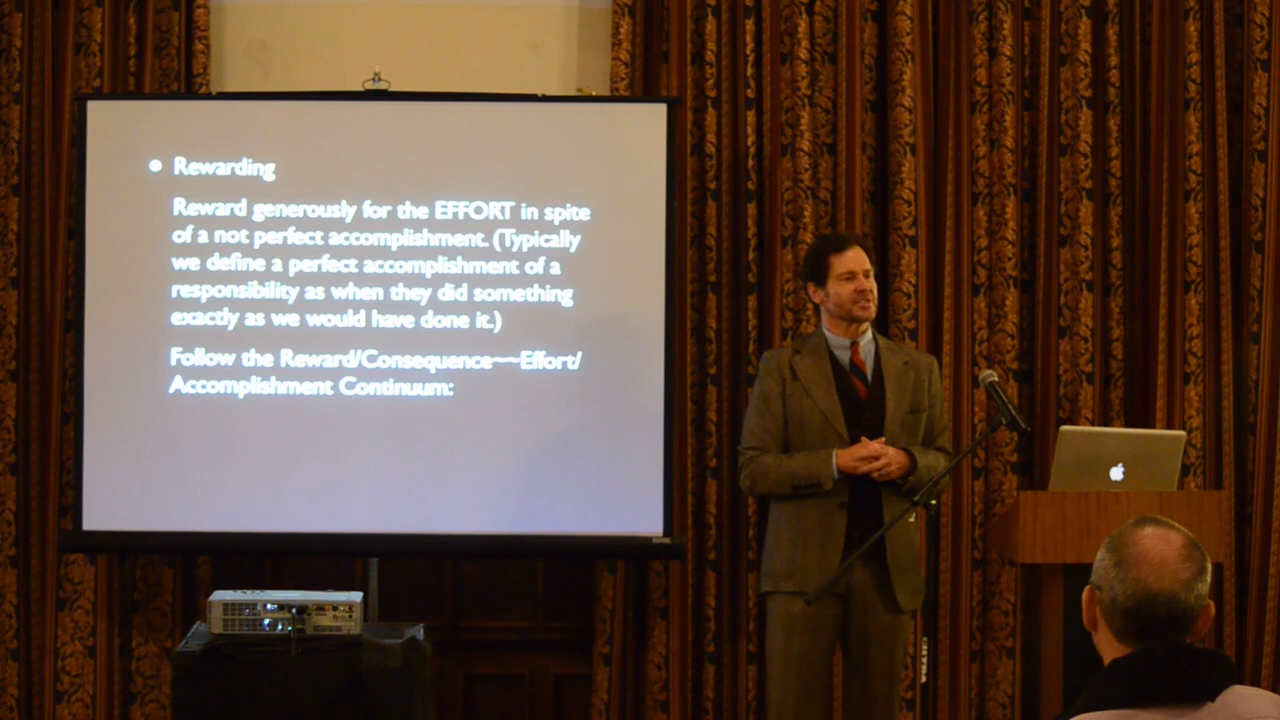 Rewarding
Reward generously for the EFFORT in spite
of a not perfect accomplishment. (Typically
we define a perfect accomplishment of a
responsibility as when they did something
exactly as we would have done it.)
Follow the Reward/Consequence~~Effort/
Accomplishment Continuum: